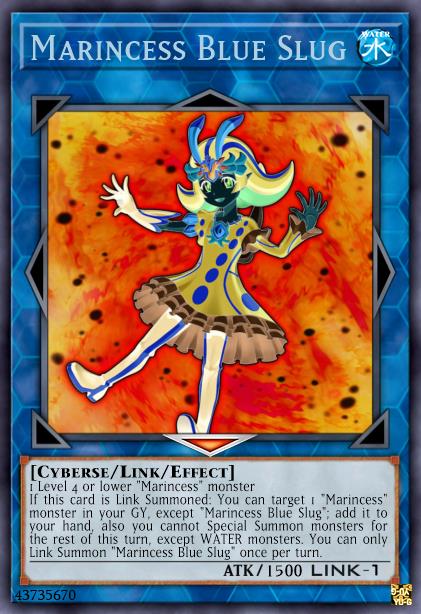 Marincess Blue Slug
WATER
水
[Cyberse/Link/Effect]
1 Level 4 or lower "Marincess" monster
If this card is Link Summoned: You can target 1 "Marincess"
monster in your GY, except "Marincess Blue Slug"; add it to
your hand, also you cannot Special Summon monsters for
the rest of this turn, except WATER monsters. You can only
Link Summon "Marincess Blue Slug" once per turn.
ATK/1500 LINK-1
43735670